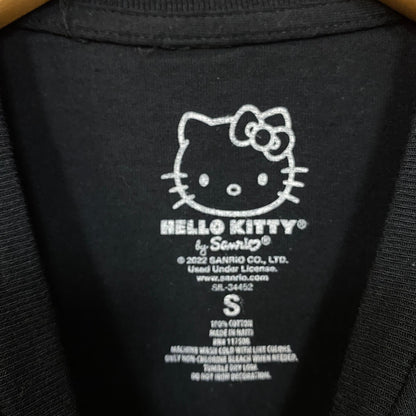 HELLO KITTY®
by Sanrio®
© 2022 SANRIO CO., LTD.
Used Under License.
www.sanrio.com
SIL-34452
S
100% COTTON
MADE IN HAITI
RN# 117508
MACHINE WASH COLD WITH LIKE COLORS.
ONLY NON-CHLORINE BLEACH WHEN NEEDED.
TUMBLE DRY LOW.
DO NOT IRON DECORATION.